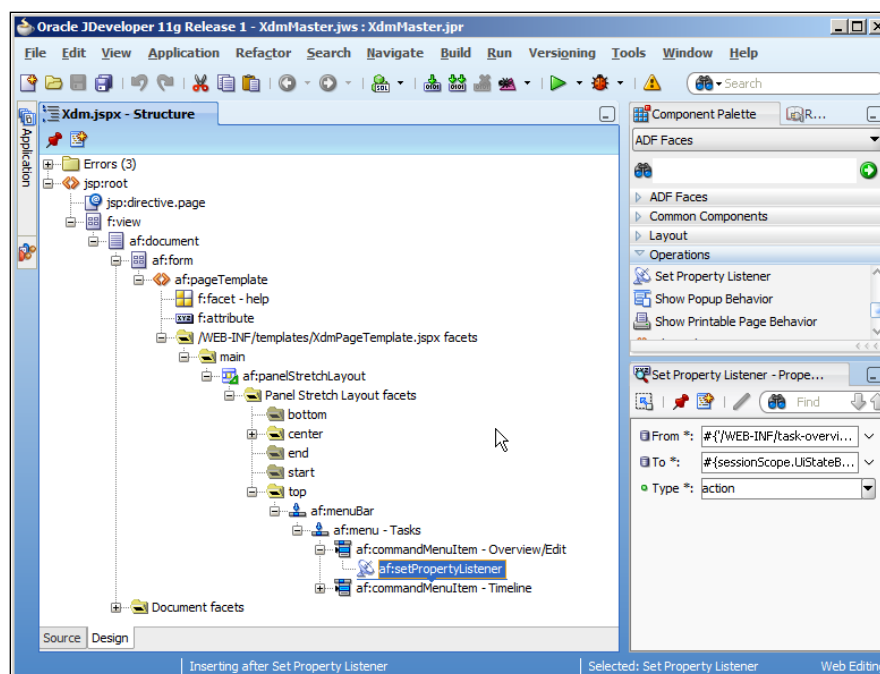 Oracle JDeveloper 11g Release 1 - XdmMaster.jws : XdmMaster.jpr
File Edit View Application Refactor Search Navigate Build Run Versioning Tools Window Help
Search
Application
Xdm.jspx - Structure
Errors (3)
jsp:root
jsp:directive.page
f:view
af:document
af:form
af:pageTemplate
f:facet - help
f:attribute
/WEB-INF/templates/XdmPageTemplate.jspx facets
main
af:panelStretchLayout
Panel Stretch Layout facets
bottom
center
end
start
top
af:menuBar
af:menu - Tasks
af:commandMenuItem - Overview/Edit
af:setPropertyListener
af:commandMenuItem - Timeline
Document facets
Source Design
Component Palette R...
ADF Faces
ADF Faces
Common Components
Layout
Operations
Set Property Listener
Show Popup Behavior
Show Printable Page Behavior
Set Property Listener - Prope...
Find
From *: #{'/WEB-INF/task-overvi...
To *: #{sessionScope.UiStateB...
Type *: action
Inserting after Set Property Listener Selected: Set Property Listener Web Editing